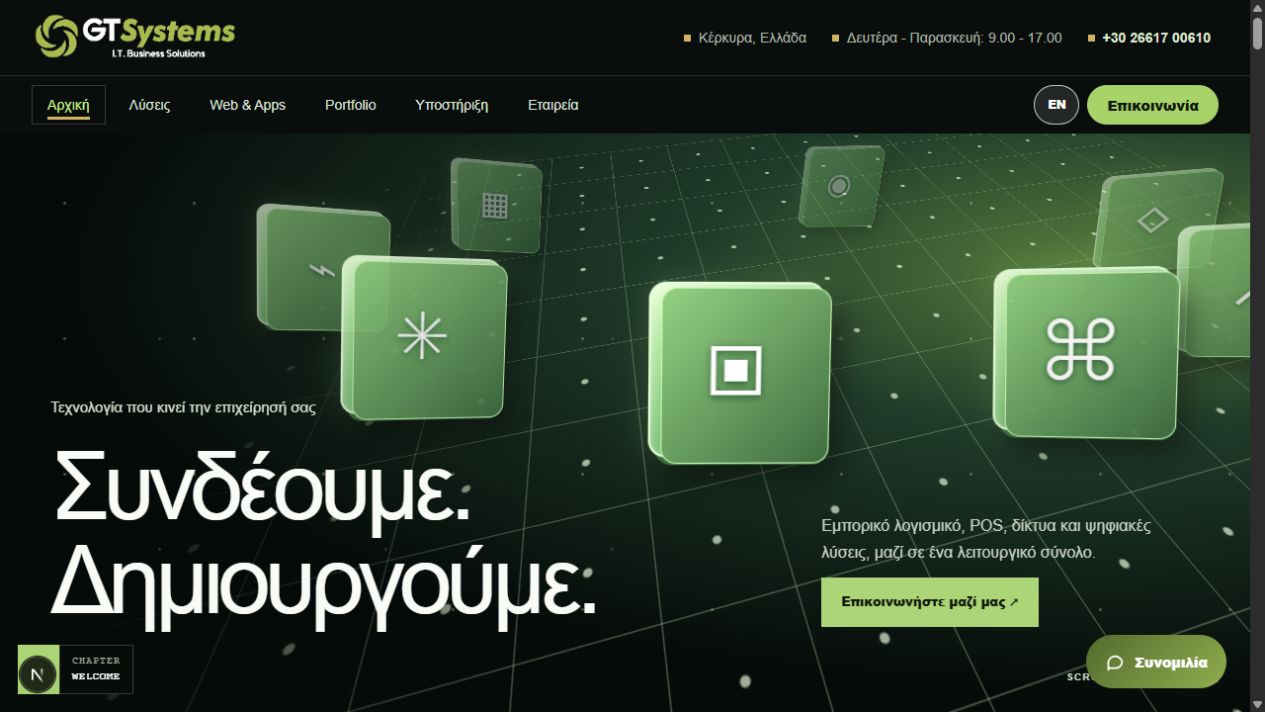 GTSystems
I.T. Business Solutions
Κέρκυρα, Ελλάδα
Δευτέρα - Παρασκευή: 9.00 - 17.00
+30 26617 00610
Αρχική
Λύσεις
Web & Apps
Portfolio
Υποστήριξη
Εταιρεία
EN
Επικοινωνία
Τεχνολογία που κινεί την επιχείρησή σας
Συνδέουμε.
Δημιουργούμε.
Εμπορικό λογισμικό, POS, δίκτυα και ψηφιακές
λύσεις, μαζί σε ένα λειτουργικό σύνολο.
Επικοινωνήστε μαζί μας ↗
N
CHAPTER
WELCOME
Συνομιλία